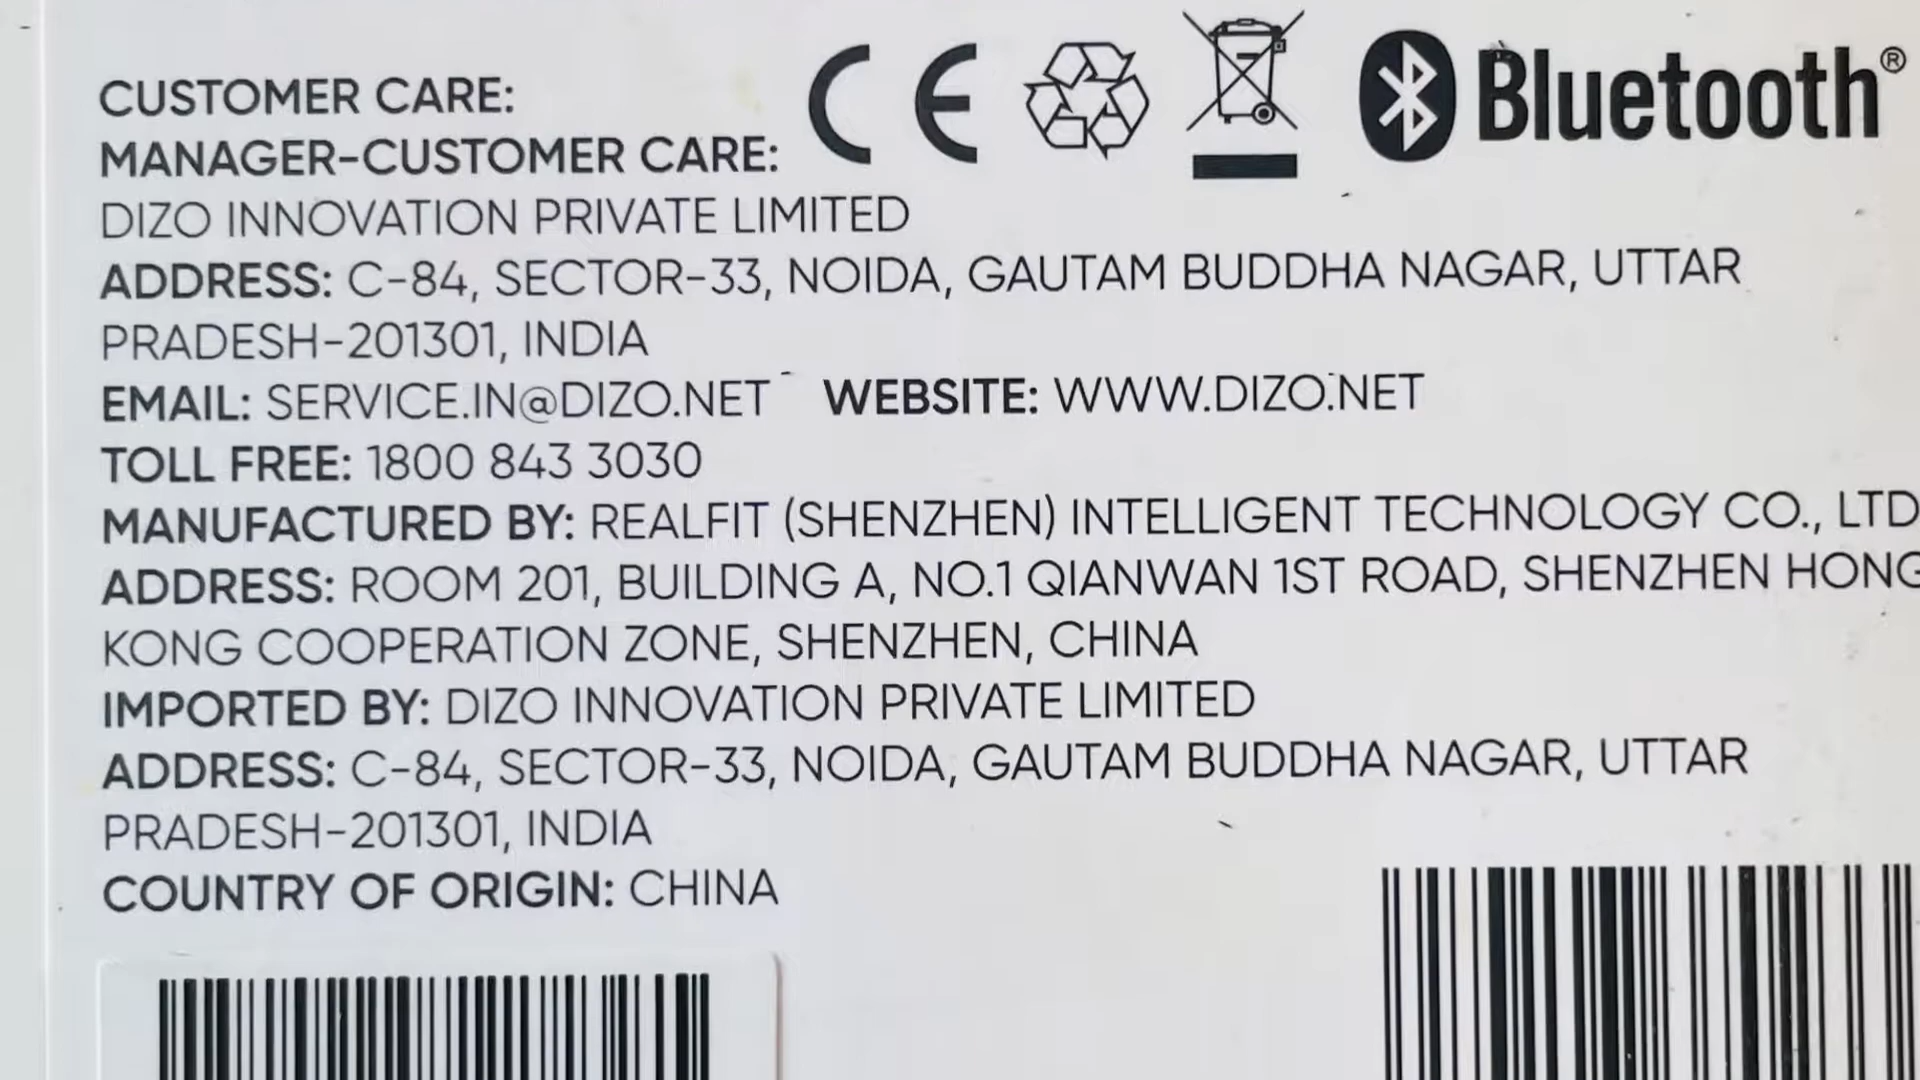 CE
Bluetooth®
CUSTOMER CARE:
MANAGER-CUSTOMER CARE:
DIZO INNOVATION PRIVATE LIMITED
ADDRESS: C-84, SECTOR-33, NOIDA, GAUTAM BUDDHA NAGAR, UTTAR
PRADESH-201301, INDIA
EMAIL: SERVICE.IN@DIZO.NET WEBSITE: WWW.DIZO.NET
TOLL FREE: 1800 843 3030
MANUFACTURED BY: REALFIT (SHENZHEN) INTELLIGENT TECHNOLOGY CO., LTD
ADDRESS: ROOM 201, BUILDING A, NO.1 QIANWAN 1ST ROAD, SHENZHEN HONG
KONG COOPERATION ZONE, SHENZHEN, CHINA
IMPORTED BY: DIZO INNOVATION PRIVATE LIMITED
ADDRESS: C-84, SECTOR-33, NOIDA, GAUTAM BUDDHA NAGAR, UTTAR
PRADESH-201301, INDIA
COUNTRY OF ORIGIN: CHINA